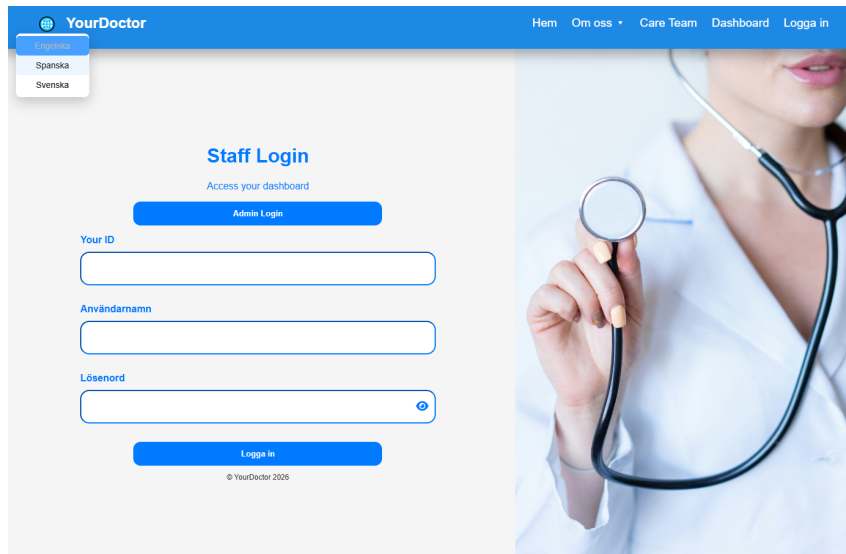 YourDoctor
Hem Om oss Care Team Dashboard Logga in
Engelska
Spanska
Svenska
Staff Login
Access your dashboard
Admin Login
Your ID
Användarnamn
Lösenord
Logga in
© YourDoctor 2026